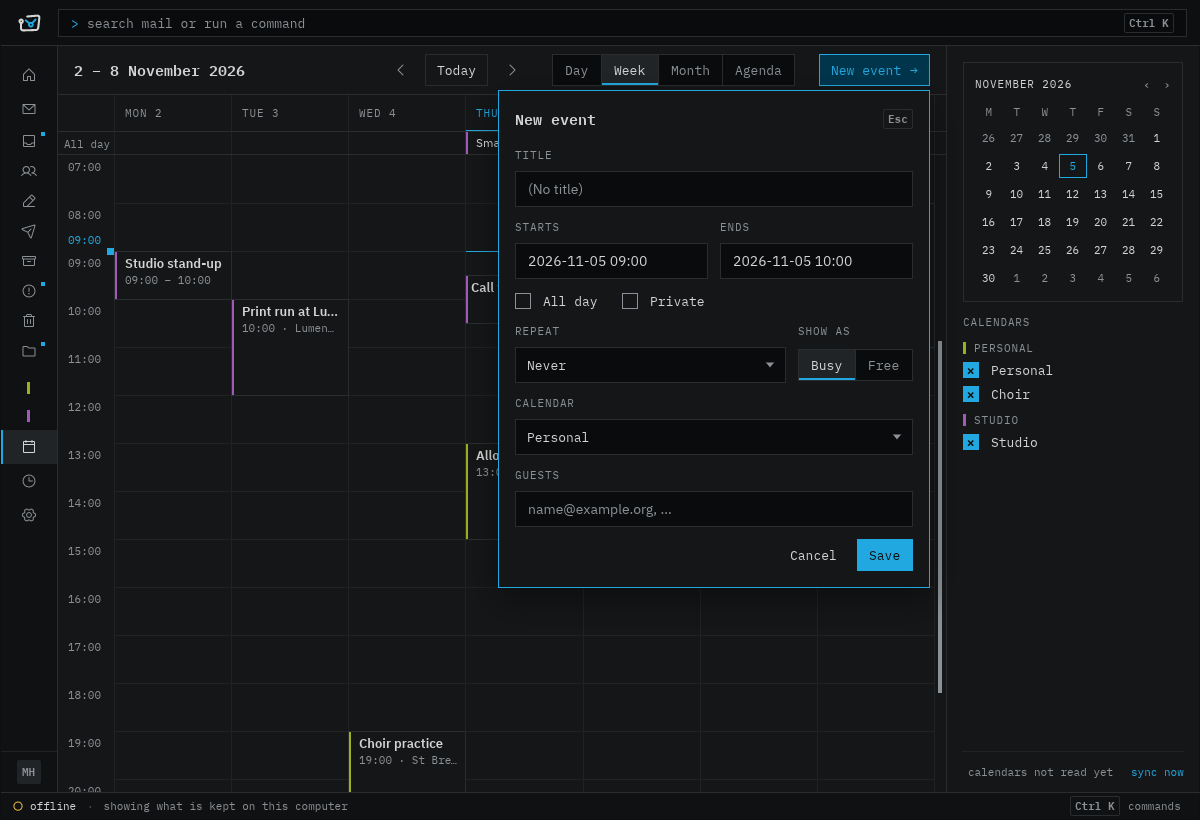 > search mail or run a command Ctrl K
2 – 8 November 2026 Today Day Week Month Agenda New event →
MON 2 TUE 3 WED 4 THU
All day Sma
07:00
08:00
09:00
09:00
10:00
11:00
12:00
13:00
14:00
15:00
16:00
17:00
18:00
19:00
20:00
Studio stand-up
09:00 – 10:00
Print run at Lu…
10:00 · Lumen…
Call
Allo
13:0
Choir practice
19:00 · St Bre…
New event Esc
TITLE
(No title)
STARTS ENDS
2026-11-05 09:00 2026-11-05 10:00
All day Private
REPEAT SHOW AS
Never Busy Free
CALENDAR
Personal
GUESTS
name@example.org, ...
Cancel Save
NOVEMBER 2026 ‹ ›
M T W T F S S
26 27 28 29 30 31 1
2 3 4 5 6 7 8
9 10 11 12 13 14 15
16 17 18 19 20 21 22
23 24 25 26 27 28 29
30 1 2 3 4 5 6
CALENDARS
PERSONAL
Personal
Choir
STUDIO
Studio
calendars not read yet sync now
MH
offline · showing what is kept on this computer Ctrl K commands